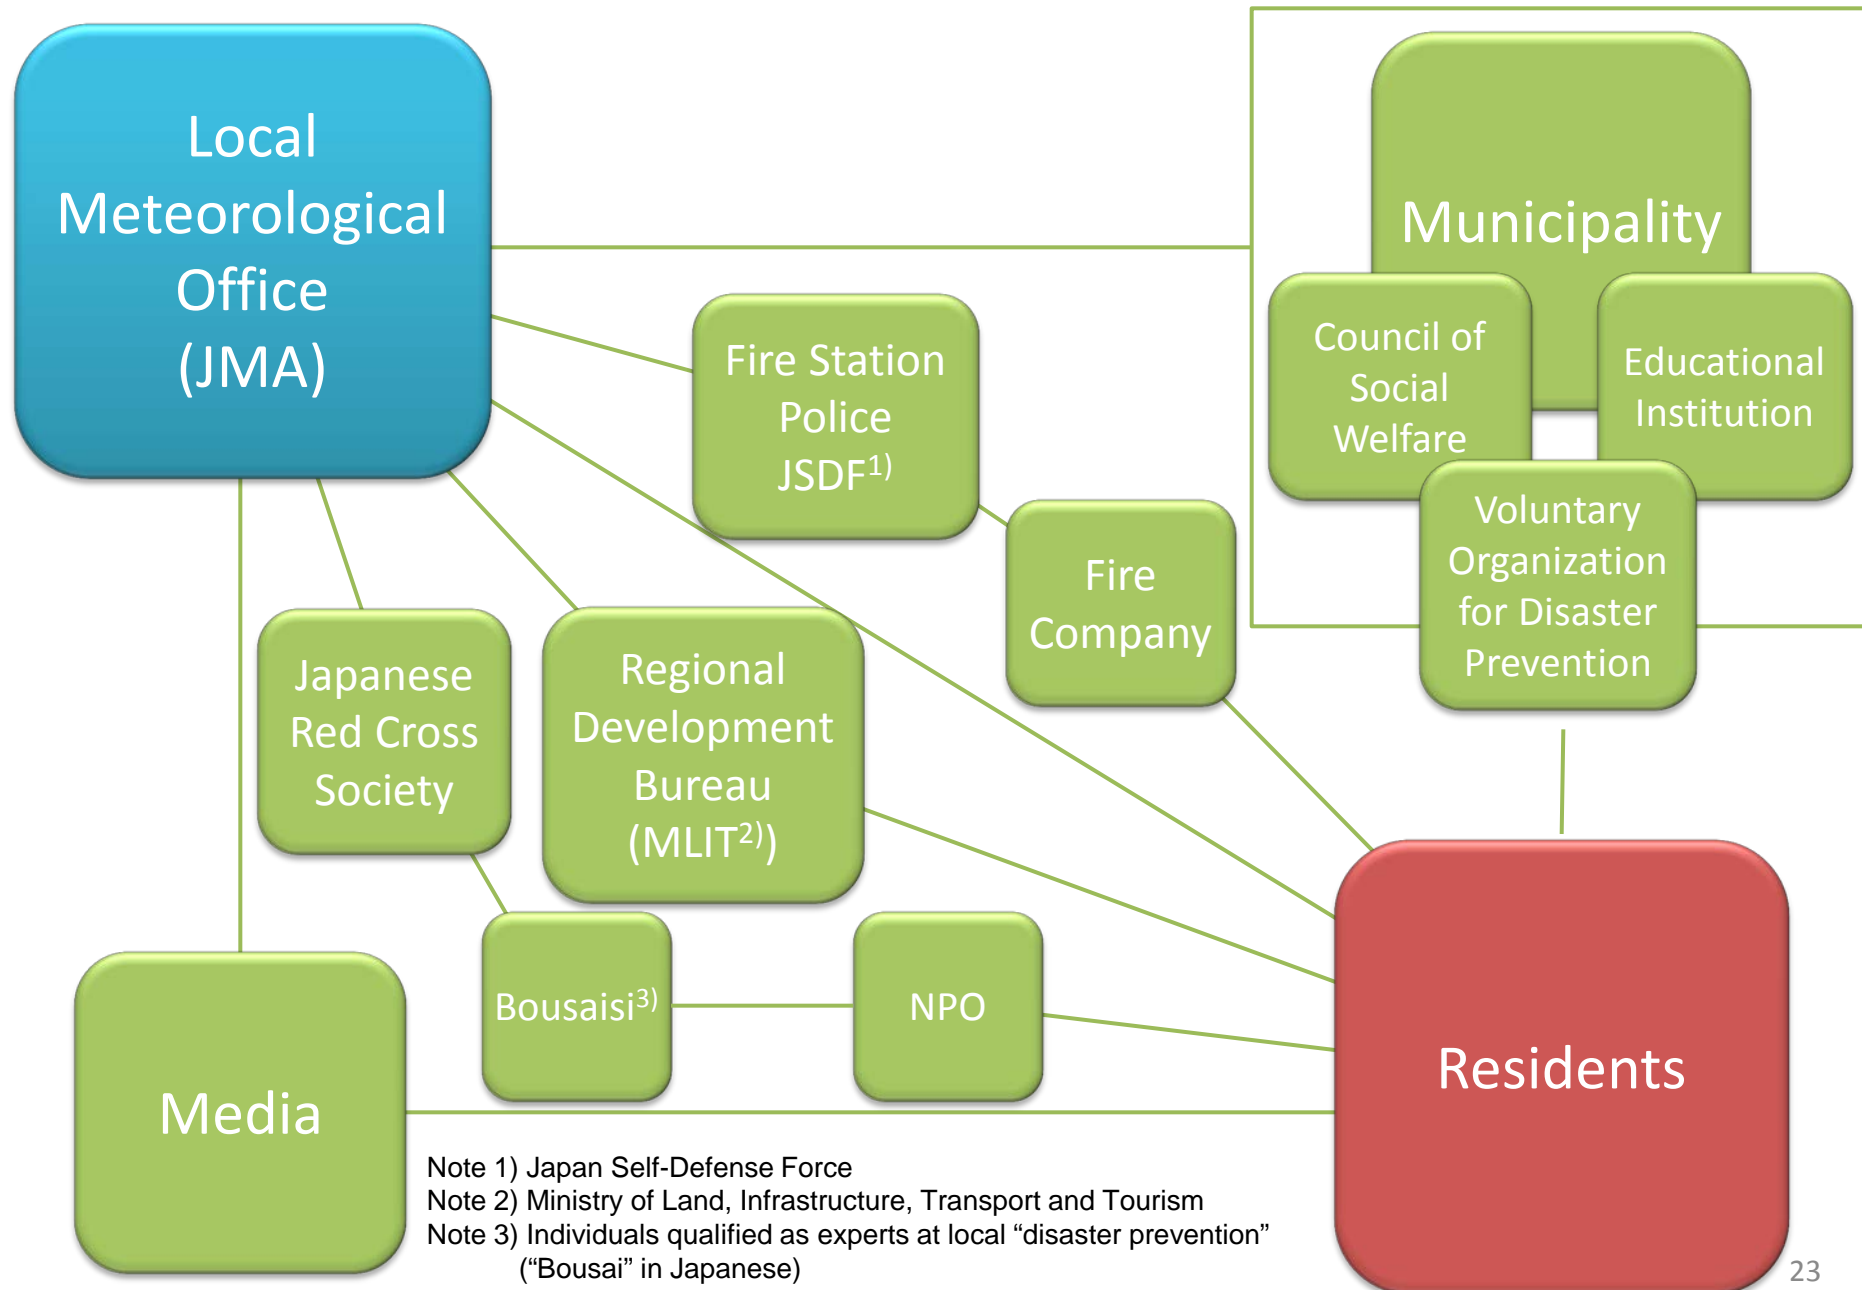 Local
Meteorological
Office
(JMA)
Municipality
Council of
Social
Welfare
Educational
Institution
Voluntary
Organization
for Disaster
Prevention
Fire Station
Police
JSDF1)
Fire
Company
Japanese
Red Cross
Society
Regional
Development
Bureau
(MLIT2))
Bousaisi3)
NPO
Media
Residents
Note 1) Japan Self-Defense Force
Note 2) Ministry of Land, Infrastructure, Transport and Tourism
Note 3) Individuals qualified as experts at local “disaster prevention”
(“Bousai” in Japanese)
23